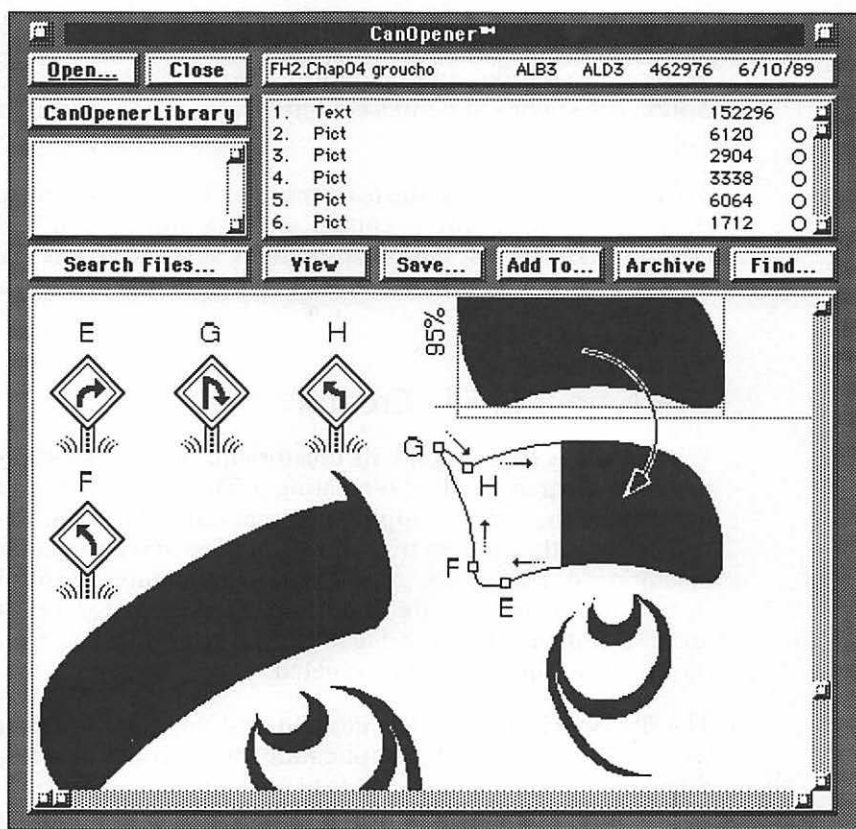 CanOpener™
Open... Close
FH2.Chap04 groucho ALB3 ALD3 462976 6/10/89
CanOpenerLibrary
1. Text 152296
2. Pict 6120
3. Pict 2904
4. Pict 3338
5. Pict 6064
6. Pict 1712
Search Files... View Save... Add To... Archive Find...
E G H
95%
F
G
H
F
E